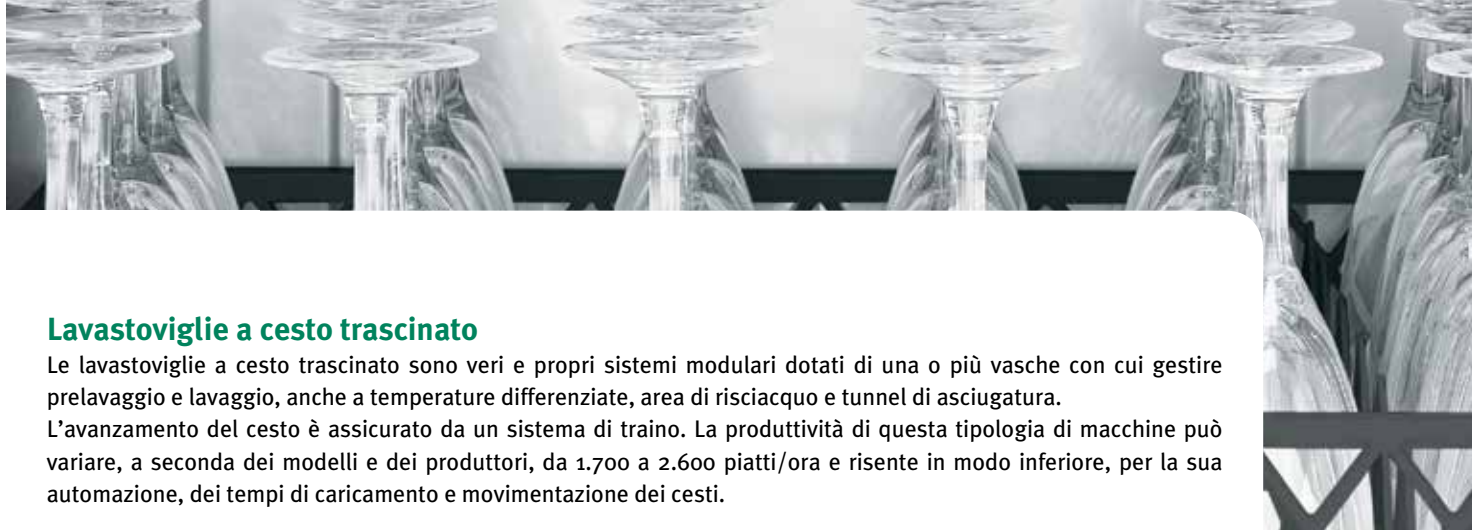 Lavastoviglie a cesto trascinato
Le lavastoviglie a cesto trascinato sono veri e propri sistemi modulari dotati di una o più vasche con cui gestire
prelavaggio e lavaggio, anche a temperature differenziate, area di risciacquo e tunnel di asciugatura.
L’avanzamento del cesto è assicurato da un sistema di traino. La produttività di questa tipologia di macchine può
variare, a seconda dei modelli e dei produttori, da 1.700 a 2.600 piatti/ora e risente in modo inferiore, per la sua
automazione, dei tempi di caricamento e movimentazione dei cesti.